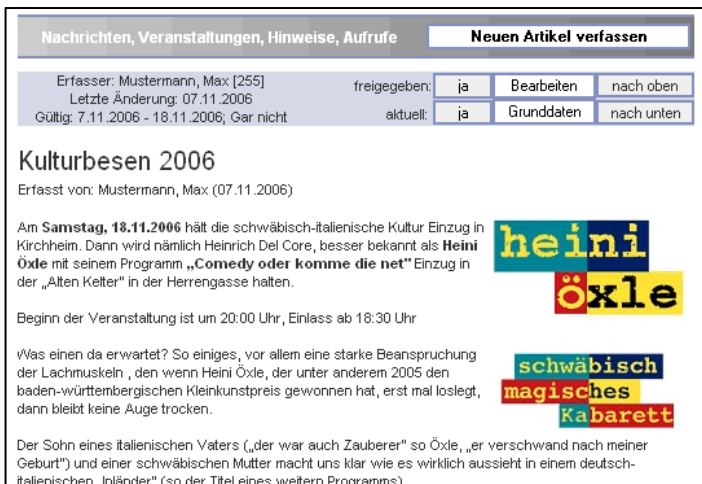 Nachrichten, Veranstaltungen, Hinweise, Aufrufe
Neuen Artikel verfassen
Erfasser: Mustermann, Max [255]
Letzte Änderung: 07.11.2006
Gültig: 7.11.2006 - 18.11.2006; Gar nicht
freigegeben: ja Bearbeiten nach oben
aktuell: ja Grunddaten nach unten
Kulturbesen 2006
Erfasst von: Mustermann, Max (07.11.2006)
Am Samstag, 18.11.2006 hält die schwäbisch-italienische Kultur Einzug in
Kirchheim. Dann wird nämlich Heinrich Del Core, besser bekannt als Heini
Öxle mit seinem Programm „Comedy oder komme die net" Einzug in
der „Alten Kelter" in der Herrengasse halten.
Beginn der Veranstaltung ist um 20:00 Uhr, Einlass ab 18:30 Uhr
Was einen da erwartet? So einiges, vor allem eine starke Beanspruchung
der Lachmuskeln , den wenn Heini Öxle, der unter anderem 2005 den
baden-württembergischen Kleinkunstpreis gewonnen hat, erst mal loslegt,
dann bleibt keine Auge trocken.
heini
öxle
schwäbisch
magisches
Kabarett
Der Sohn eines italienischen Vaters („der war auch Zauberer" so Öxle, „er verschwand nach meiner
Geburt") und einer schwäbischen Mutter macht uns klar wie es wirklich aussieht in einem deutsch-
italienischen „Inländer" (so der Titel eines weitern Programms)